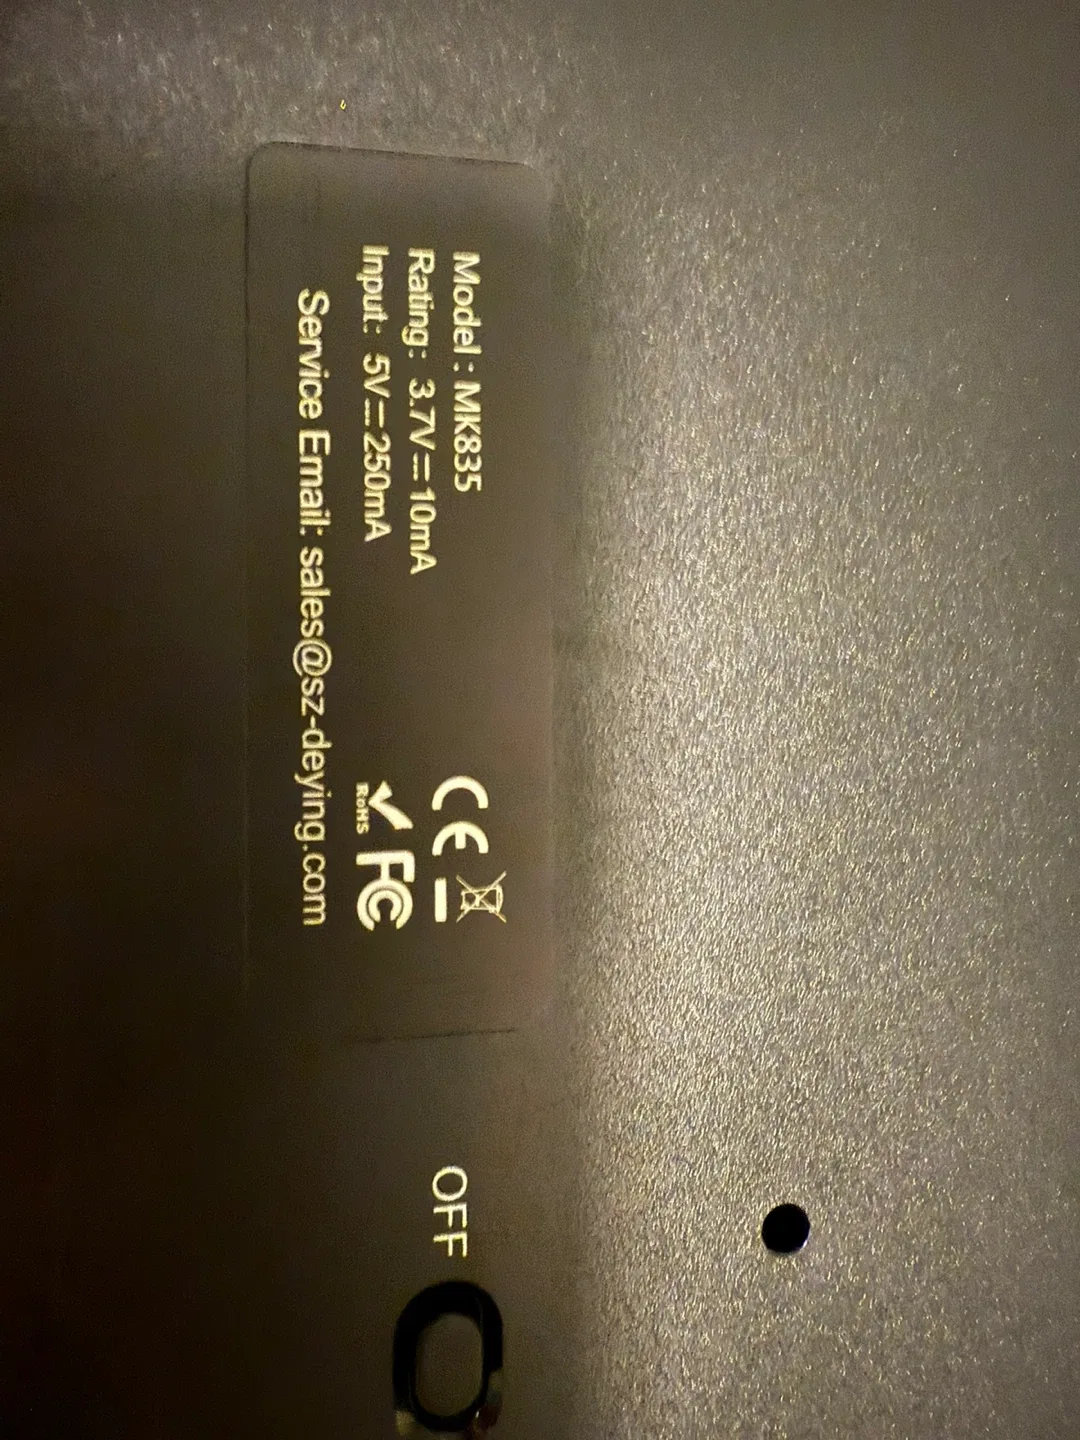 Model : MK835
Rating: 3.7V⎓10mA
Input: 5V⎓250mA
Service Email: sales@sz-deying.com
CE
RoHS FC
OFF